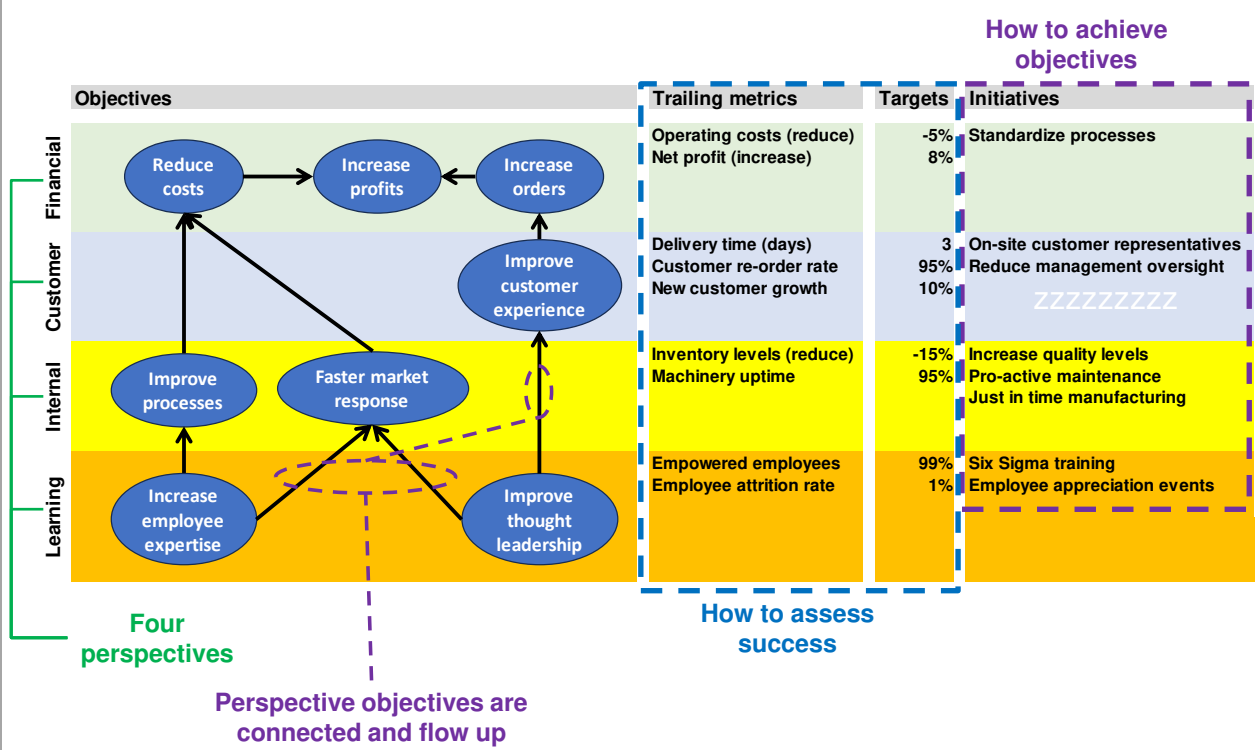 How to achieve
objectives
Objectives
Trailing metrics
Targets
Initiatives
Financial
Reduce
costs
Increase
profits
Increase
orders
Operating costs (reduce)
-5%
Standardize processes
Net profit (increase)
8%
Customer
Improve
customer
experience
Delivery time (days)
3
On-site customer representatives
Customer re-order rate
95%
Reduce management oversight
New customer growth
10%
zzzzzzzzz
Internal
Improve
processes
Faster market
response
Inventory levels (reduce)
-15%
Increase quality levels
Machinery uptime
95%
Pro-active maintenance
Just in time manufacturing
Learning
Increase
employee
expertise
Improve
thought
leadership
Empowered employees
99%
Six Sigma training
Employee attrition rate
1%
Employee appreciation events
Four
perspectives
How to assess
success
Perspective objectives are
connected and flow up